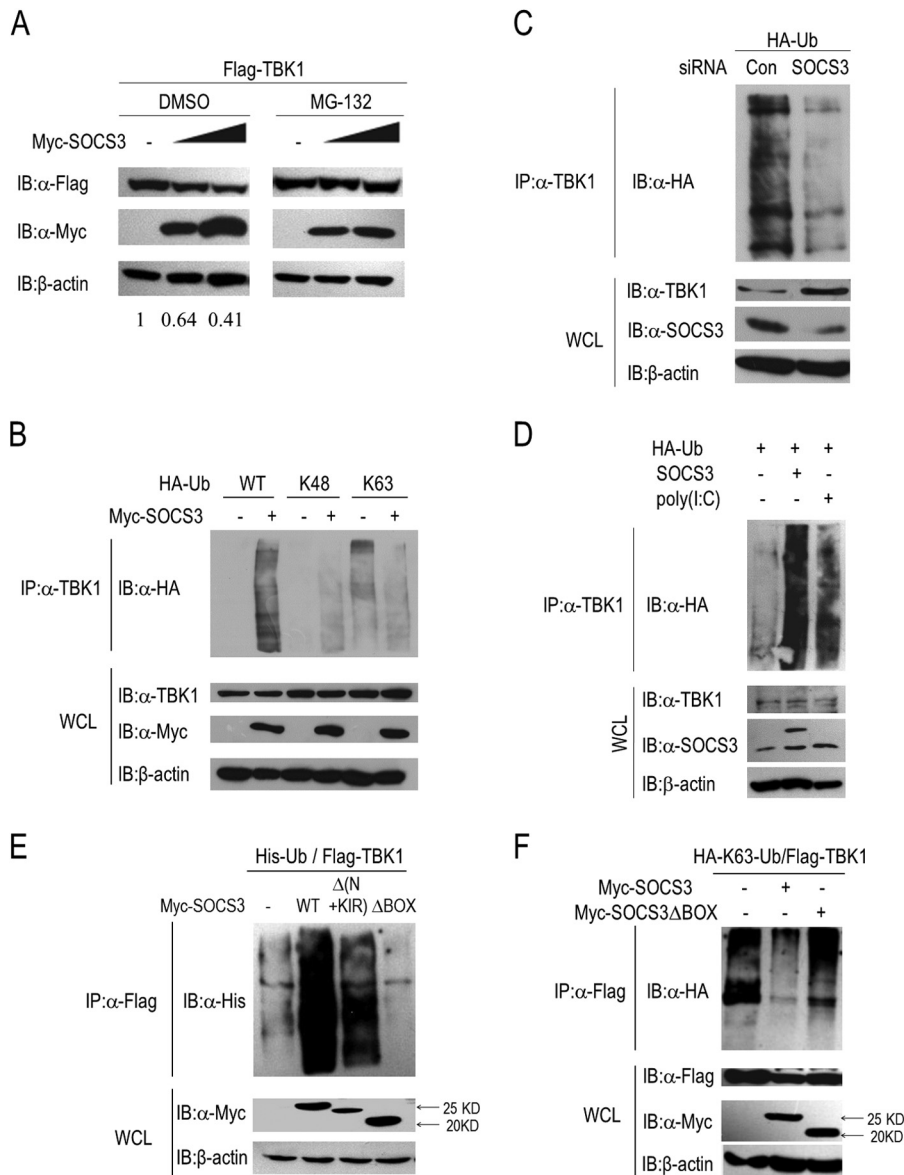 A
Flag-TBK1
DMSO MG-132
Myc-SOCS3 - -
IB:α-Flag
IB:α-Myc
IB:β-actin
1 0.64 0.41
B
HA-Ub WT K48 K63
Myc-SOCS3 - + - + - +
IP:α-TBK1 IB:α-HA
WCL
IB:α-TBK1
IB:α-Myc
IB:β-actin
C
HA-Ub
siRNA Con SOCS3
IP:α-TBK1 IB:α-HA
WCL
IB:α-TBK1
IB:α-SOCS3
IB:β-actin
D
HA-Ub + + +
SOCS3 - + -
poly(I:C) - - +
IP:α-TBK1 IB:α-HA
WCL
IB:α-TBK1
IB:α-SOCS3
IB:β-actin
E
His-Ub / Flag-TBK1
Δ(N
Myc-SOCS3 - WT +KIR) ΔBOX
IP:α-Flag IB:α-His
WCL
IB:α-Myc
25 KD
20KD
IB:β-actin
F
HA-K63-Ub/Flag-TBK1
Myc-SOCS3 - + -
Myc-SOCS3ΔBOX - - +
IP:α-Flag IB:α-HA
WCL
IB:α-Flag
IB:α-Myc
25 KD
20KD
IB:β-actin